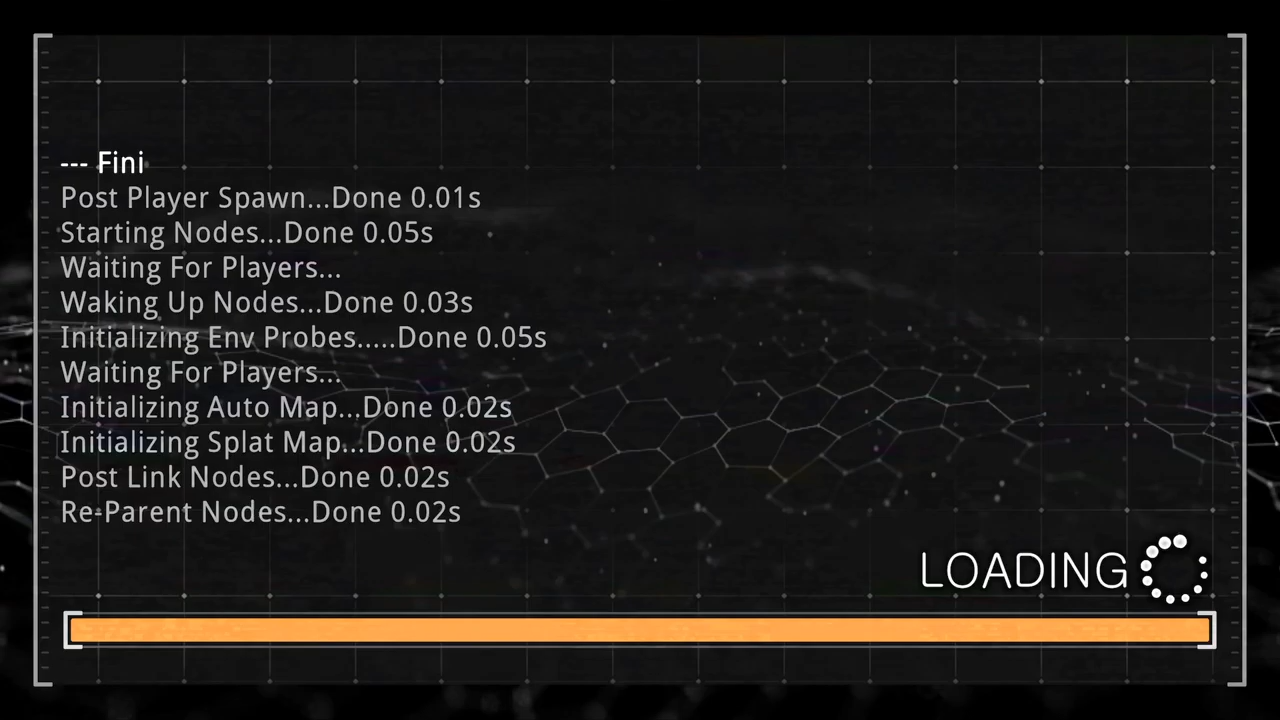 --- Fini
Post Player Spawn...Done 0.01s
Starting Nodes...Done 0.05s
Waiting For Players...
Waking Up Nodes...Done 0.03s
Initializing Env Probes.....Done 0.05s
Waiting For Players...
Initializing Auto Map...Done 0.02s
Initializing Splat Map...Done 0.02s
Post Link Nodes...Done 0.02s
Re-Parent Nodes...Done 0.02s
LOADING